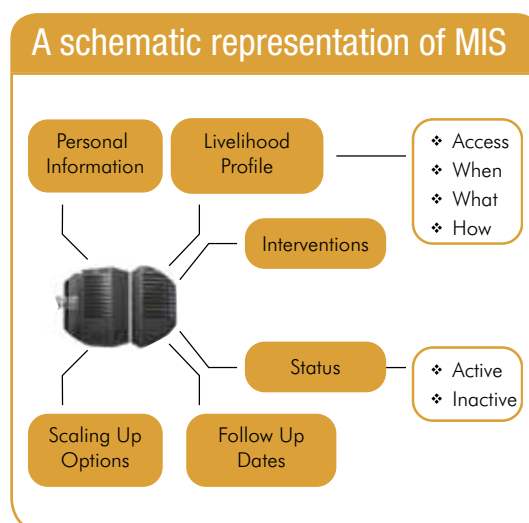 A schematic representation of MIS
Personal
Information
Livelihood
Profile
❖ Access
❖ When
❖ What
❖ How
Interventions
Status
❖ Active
❖ Inactive
Scaling Up
Options
Follow Up
Dates